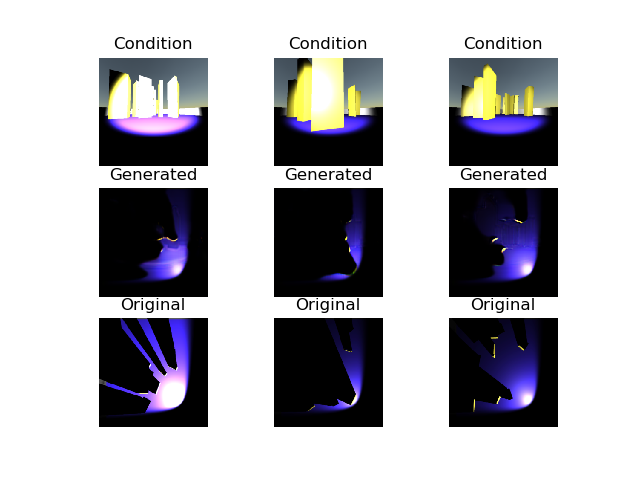 Condition
Condition
Condition
Generated
Generated
Generated
Original
Original
Original